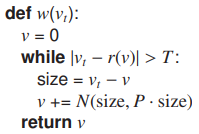 def w(vₜ):
v = 0
while |vₜ - r(v)| > T:
size = vₜ - v
v += N(size, P · size)
return v